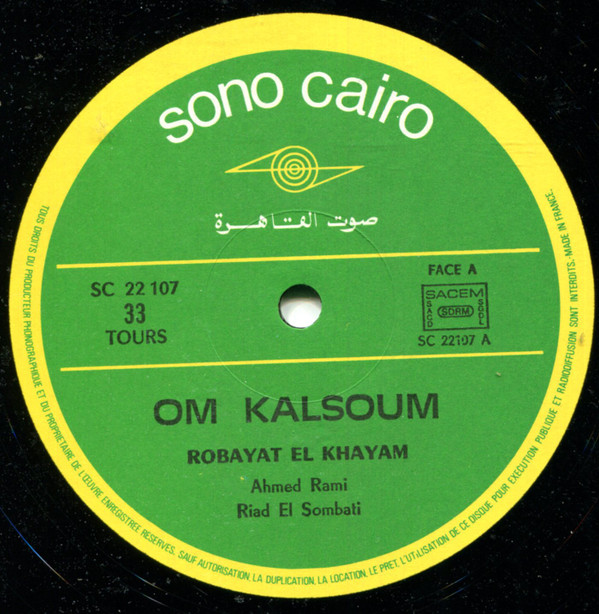 sono cairo
صوت القاهرة
SC 22 107
33
TOURS
FACE A
SACEM
SACD
SDRM
SGDL
SC 22107 A
OM KALSOUM
ROBAYAT EL KHAYAM
Ahmed Rami
Riad El Sombati
TOUS DROITS DU PRODUCTEUR PHONOGRAPHIQUE ET DU PROPRIETAIRE DE L'ŒUVRE ENREGISTREE RESERVES, SAUF AUTORISATION, LA DUPLICATION, LA LOCATION, LE PRET, L'UTILISATION DE CE DISQUE POUR EXECUTION PUBLIQUE ET RADIODIFFUSION SONT INTERDITS.-MADE IN FRANCE.